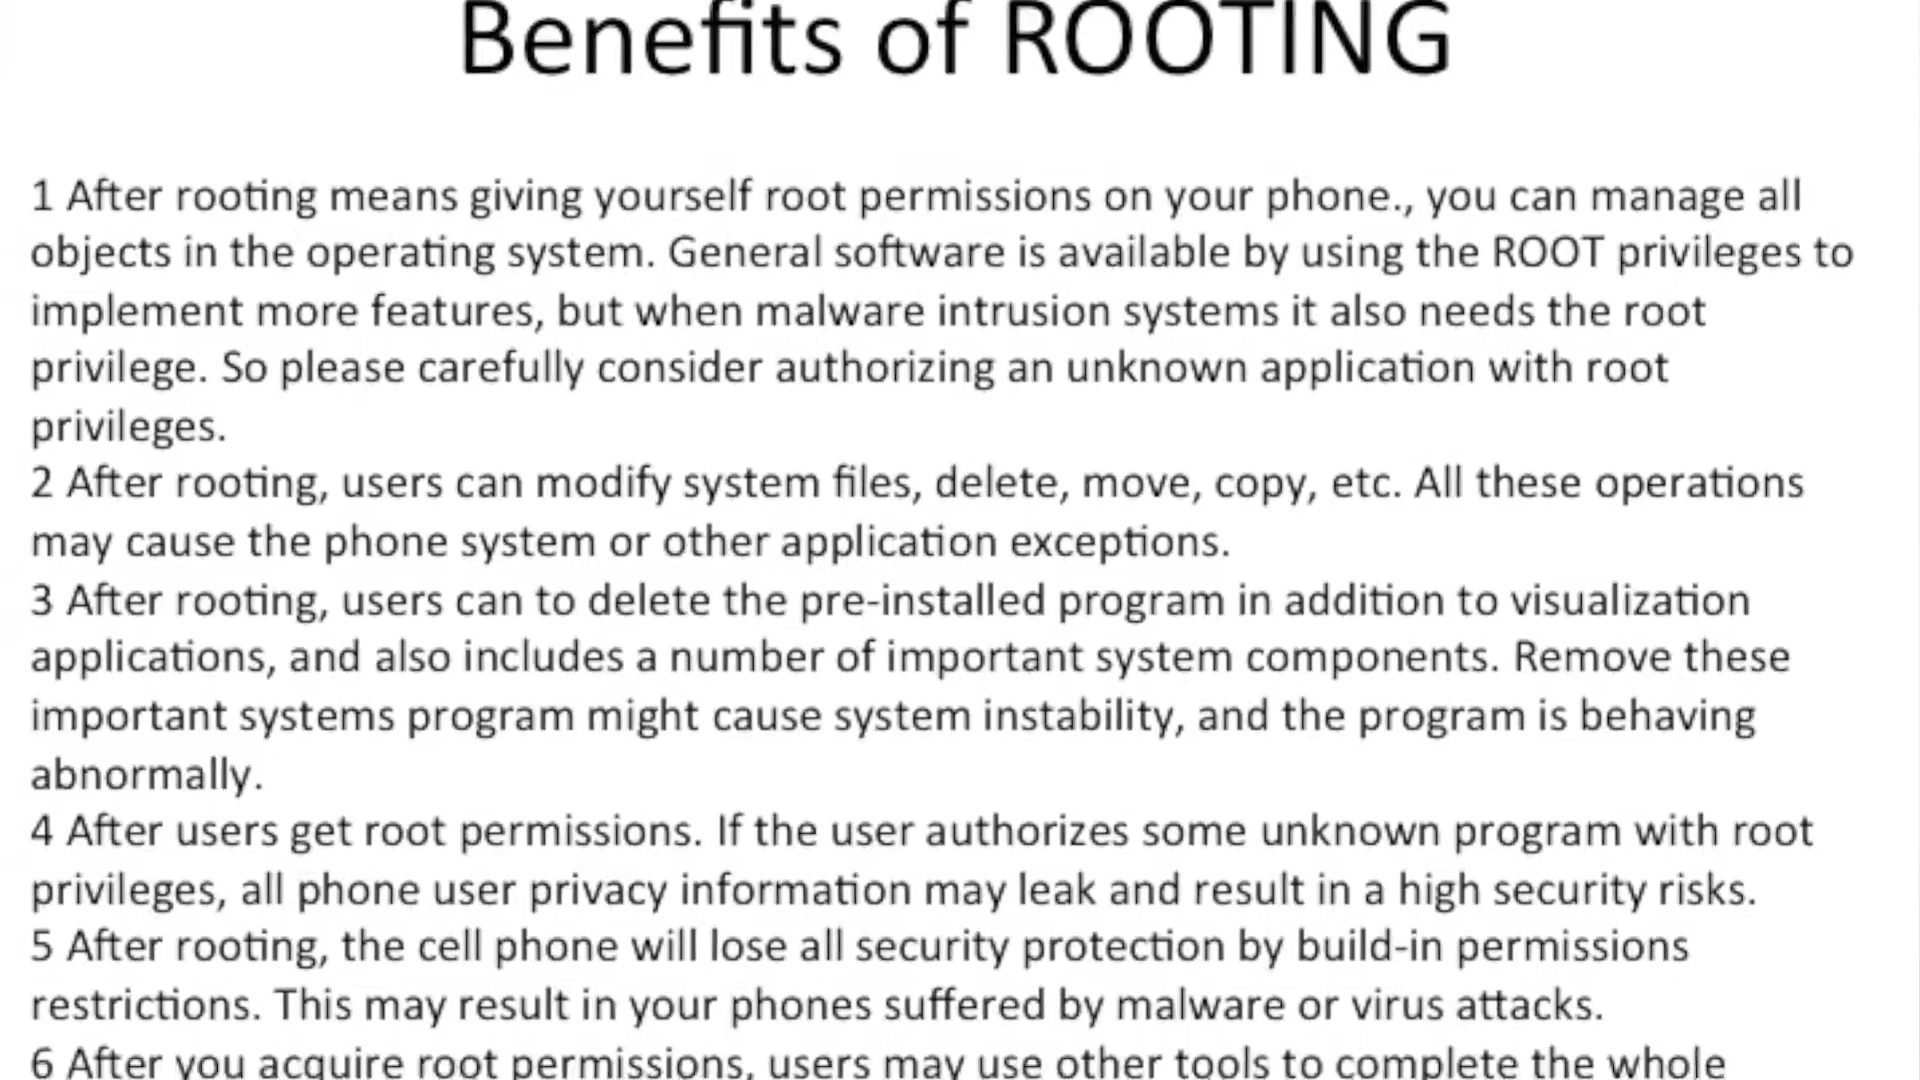 Benefits of ROOTING
1 After rooting means giving yourself root permissions on your phone., you can manage all
objects in the operating system. General software is available by using the ROOT privileges to
implement more features, but when malware intrusion systems it also needs the root
privilege. So please carefully consider authorizing an unknown application with root
privileges.
2 After rooting, users can modify system files, delete, move, copy, etc. All these operations
may cause the phone system or other application exceptions.
3 After rooting, users can to delete the pre-installed program in addition to visualization
applications, and also includes a number of important system components. Remove these
important systems program might cause system instability, and the program is behaving
abnormally.
4 After users get root permissions. If the user authorizes some unknown program with root
privileges, all phone user privacy information may leak and result in a high security risks.
5 After rooting, the cell phone will lose all security protection by build-in permissions
restrictions. This may result in your phones suffered by malware or virus attacks.
6 After you acquire root permissions, users may use other tools to complete the whole